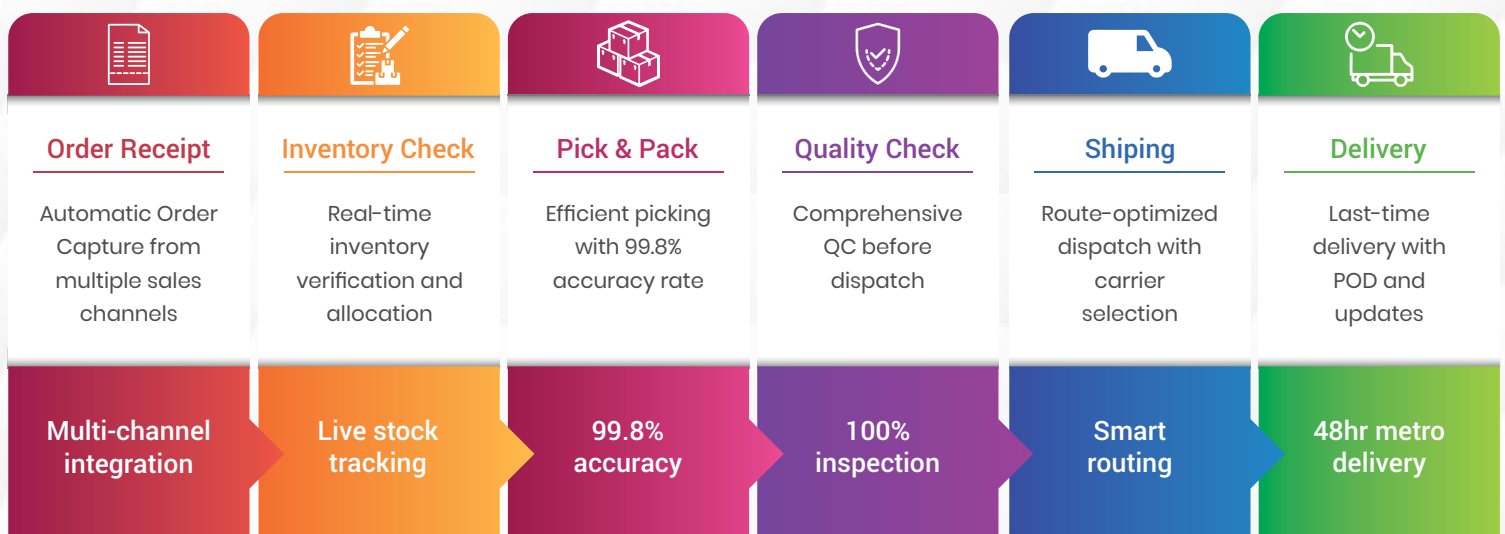 Order Receipt
Automatic Order
Capture from
multiple sales
channels
Multi-channel
integration
Inventory Check
Real-time
inventory
verification and
allocation
Live stock
tracking
Pick & Pack
Efficient picking
with 99.8%
accuracy rate
99.8%
accuracy
Quality Check
Comprehensive
QC before
dispatch
100%
inspection
Shiping
Route-optimized
dispatch with
carrier
selection
Smart
routing
Delivery
Last-time
delivery with
POD and
updates
48hr metro
delivery